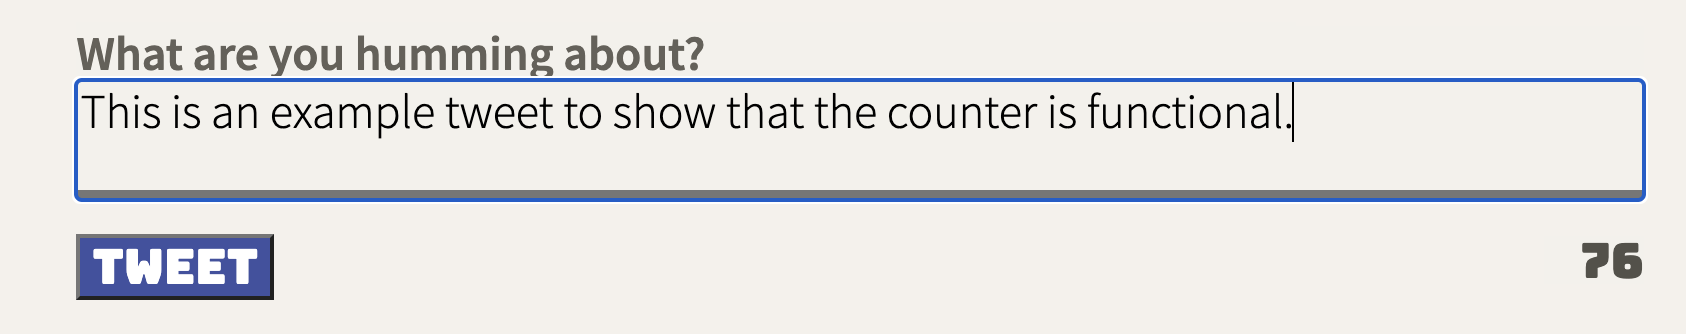 What are you humming about?
This is an example tweet to show that the counter is functional.
TWEET
76